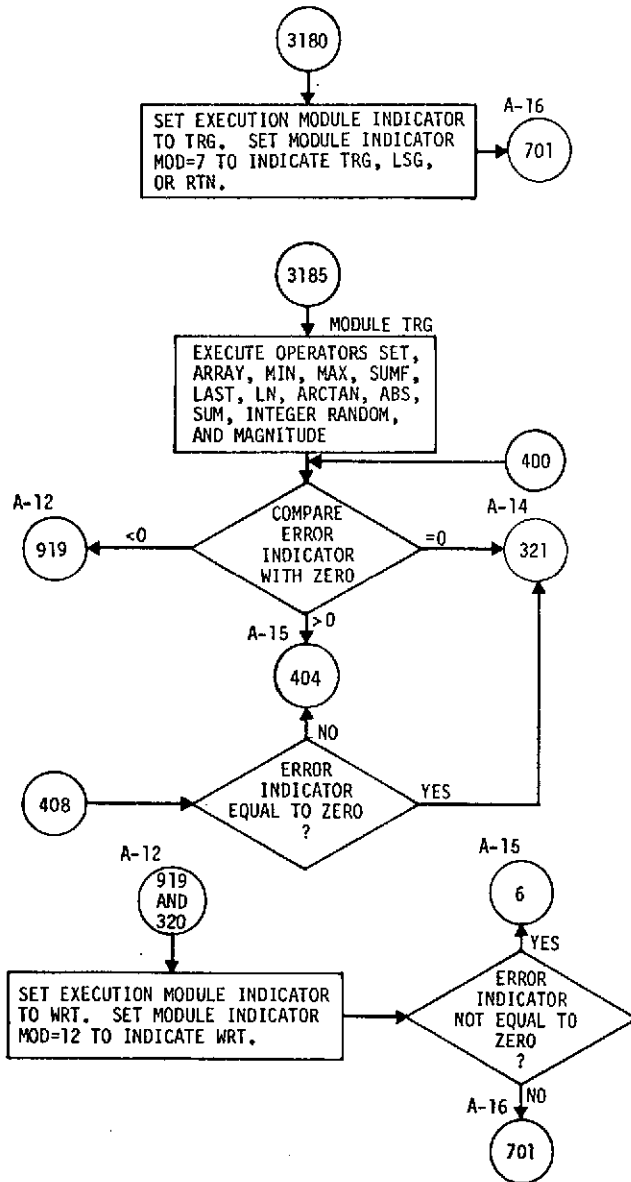 3180
SET EXECUTION MODULE INDICATOR
TO TRG. SET MODULE INDICATOR
MOD=7 TO INDICATE TRG, LSG,
OR RTN.
A-16
701
3185
MODULE TRG
EXECUTE OPERATORS SET,
ARRAY, MIN, MAX, SUMF,
LAST, LN, ARCTAN, ABS,
SUM, INTEGER RANDOM,
AND MAGNITUDE
400
A-12
919
<0
COMPARE
ERROR
INDICATOR
WITH ZERO
=0
A-14
321
>0
A-15
404
NO
408
ERROR
INDICATOR
EQUAL TO ZERO
?
YES
A-12
919
AND
320
SET EXECUTION MODULE INDICATOR
TO WRT. SET MODULE INDICATOR
MOD=12 TO INDICATE WRT.
A-15
6
YES
ERROR
INDICATOR
NOT EQUAL TO
ZERO
?
NO
A-16
701